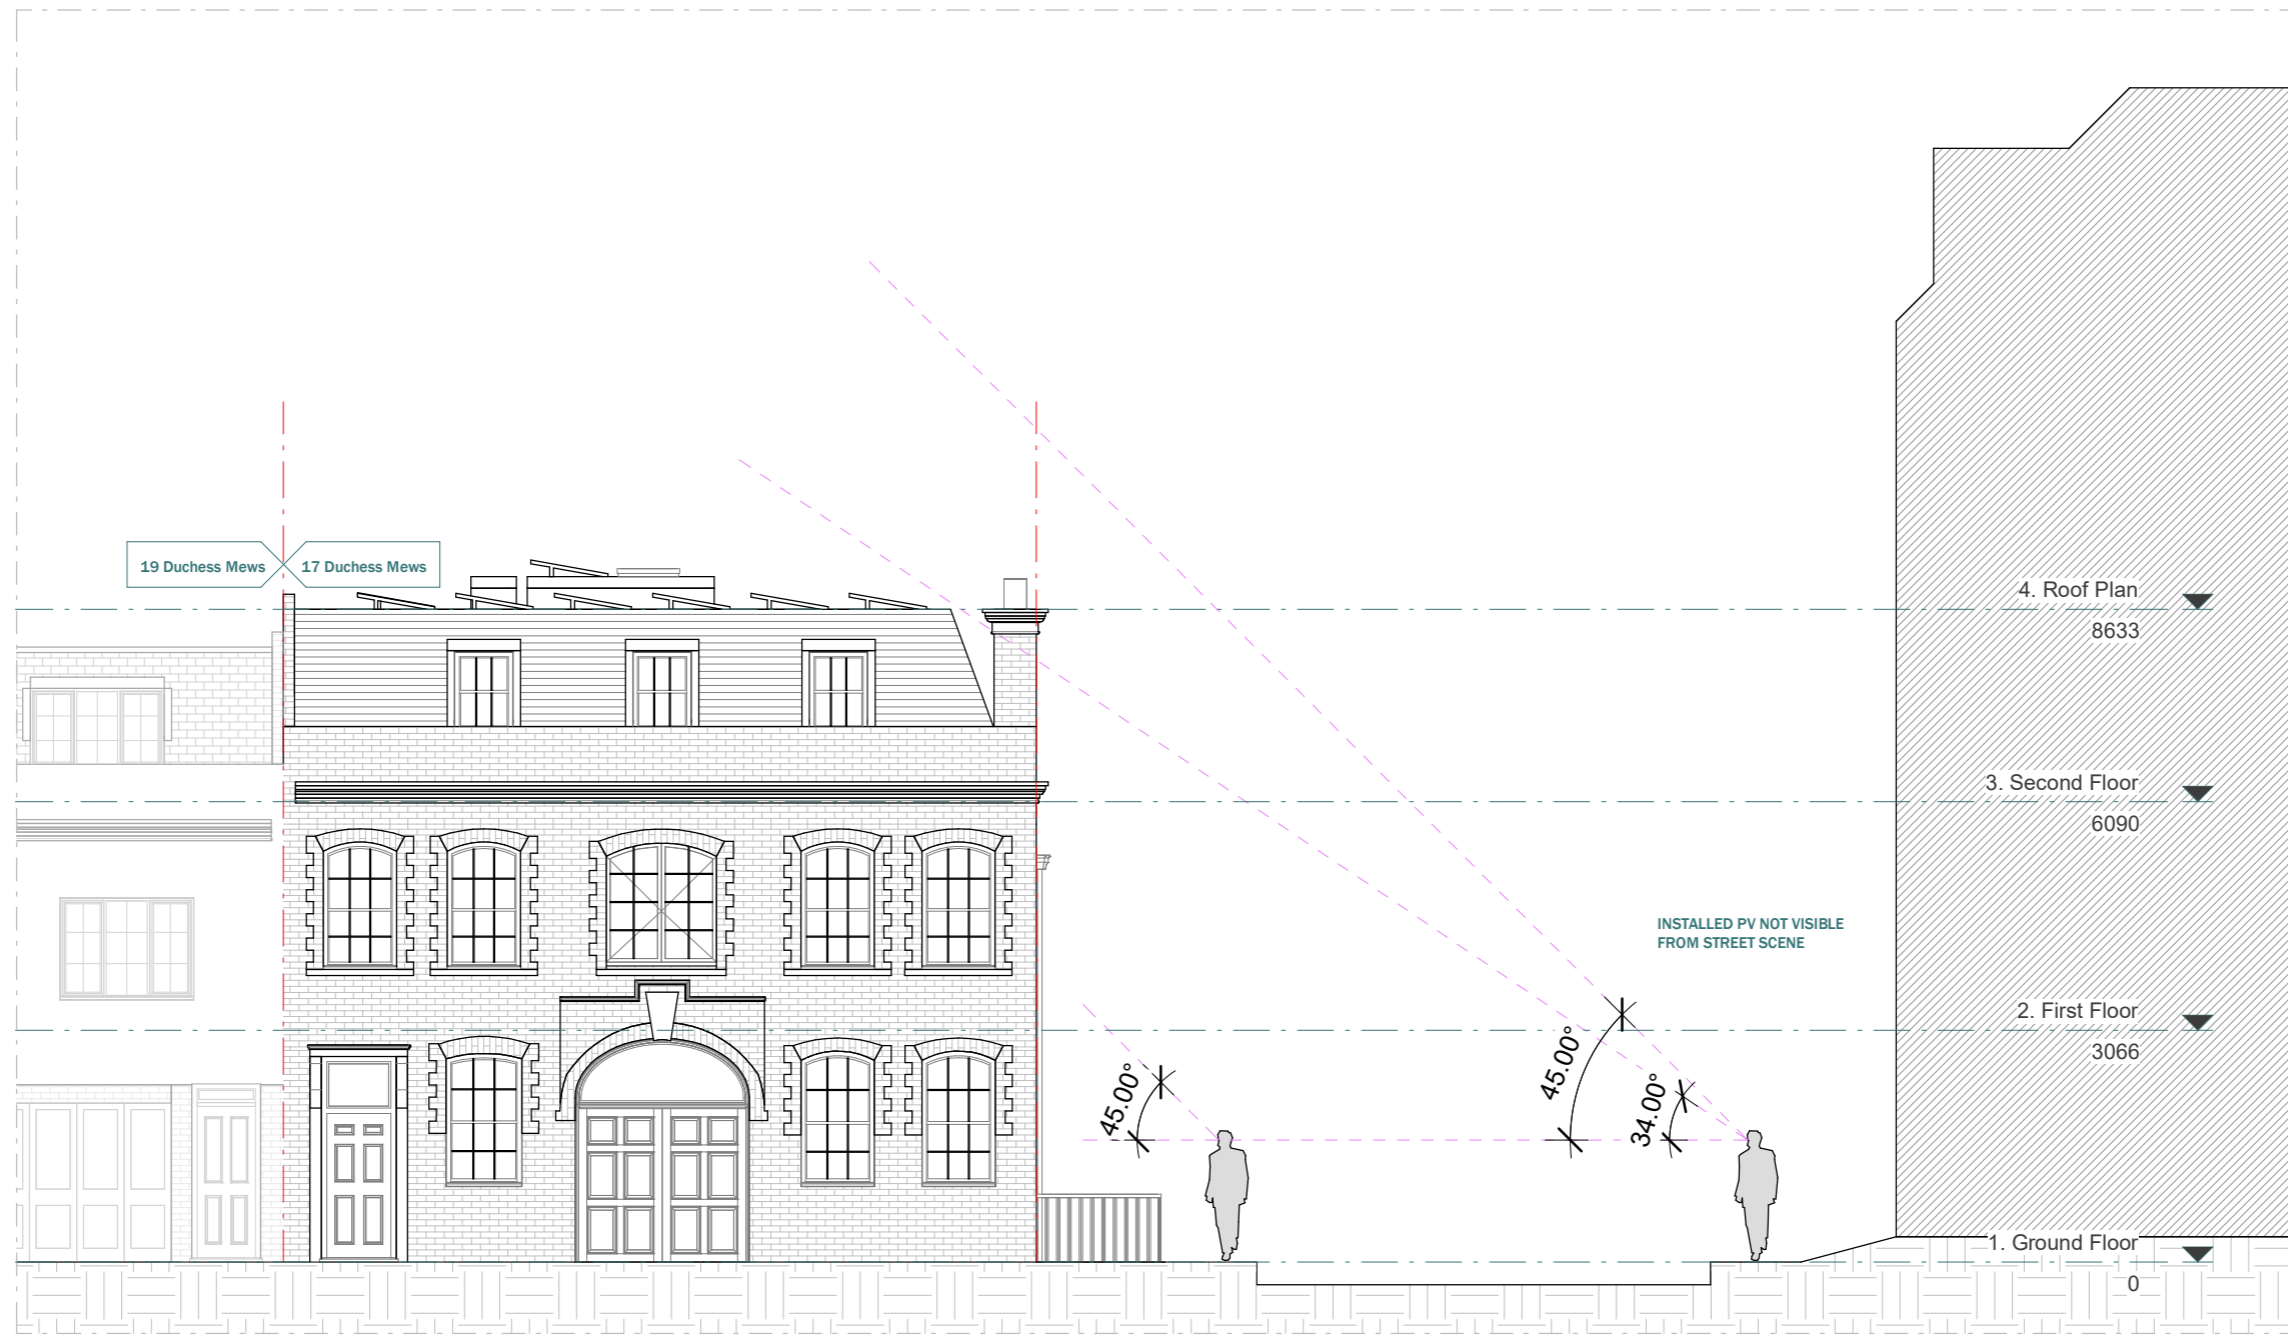 19 Duchess Mews
17 Duchess Mews
4. Roof Plan
8633
3. Second Floor
6090
INSTALLED PV NOT VISIBLE
FROM STREET SCENE
2. First Floor
3066
45.00°
45.00°
34.00°
1. Ground Floor
0